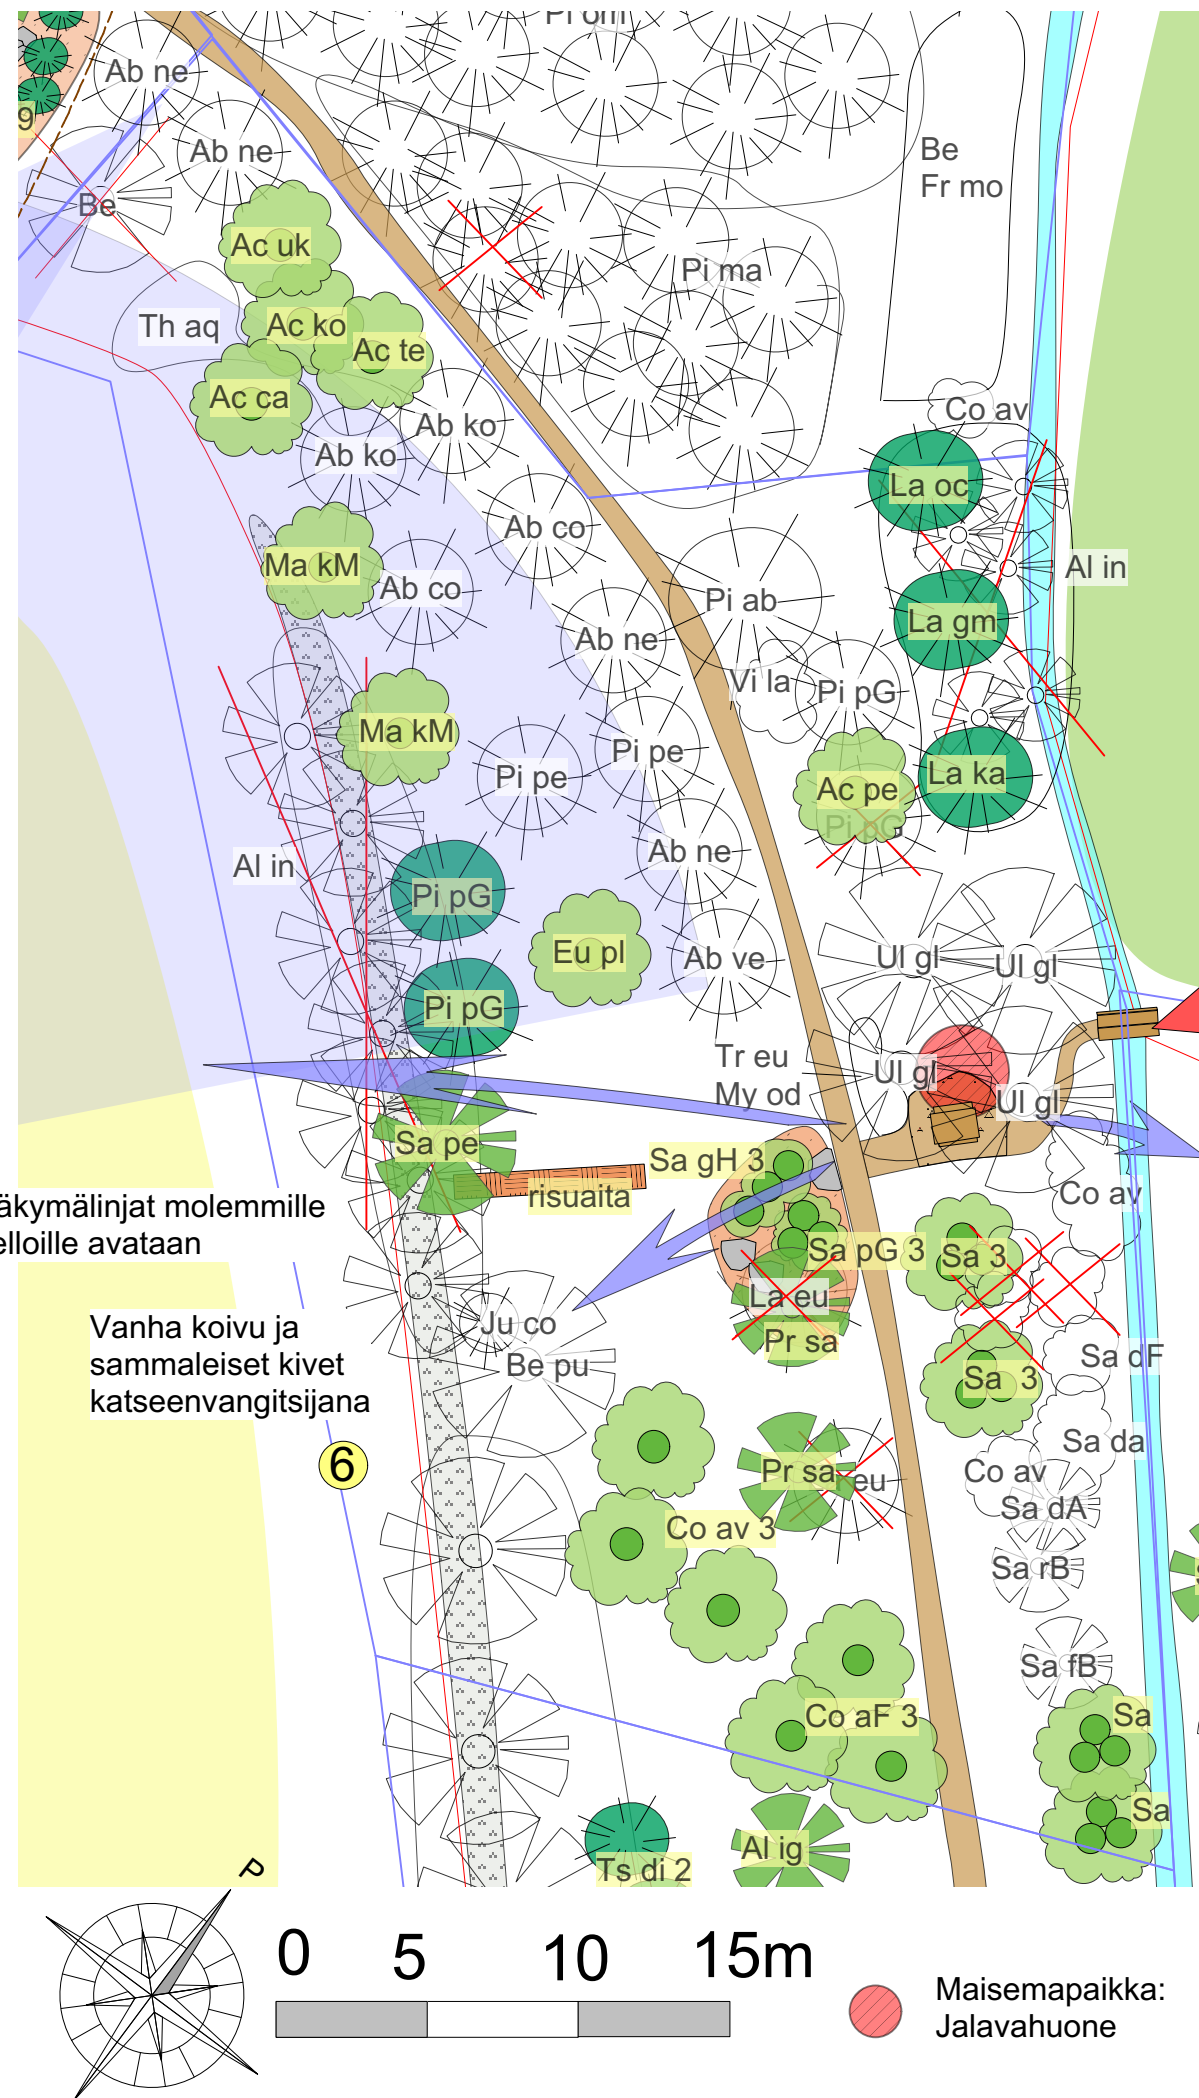 Pi om
Ab ne
9
Ab ne
Be
Fr mo
Be
Ac uk
Pi ma
Th aq
Ac ko
Ac te
Ac ca
Co av
Ab ko
Ab ko
La oc
Ab co
Ma kM
Al in
Ab co
Pi ab
La gm
Ab ne
Vi la
Pi pG
Ma kM
Pi pe
Pi pe
La ka
Ac pe
Pi pG
Ab ne
Al in
Pi pG
Eu pl
Ab ve
Ul gl
Ul gl
Pi pG
Tr eu
My od
Ul gl
Ul gl
Sa pe
Sa gH 3
risuaita
Co av
äkymälinjat molemmille
elloille avataan
Sa pG 3
Sa 3
La eu
Pr sa
Ju co
Be pu
Vanha koivu ja
sammaleiset kivet
katseenvangitsijana
Sa dF
Sa 3
6
Sa da
Pr sa
eu
Co av
Sa dA
Co av 3
Sa rB
Sa fB
Co aF 3
Sa
Sa
Al ig
Ts di 2
P
0 5 10 15m
Maisemapaikka:
Jalavahuone